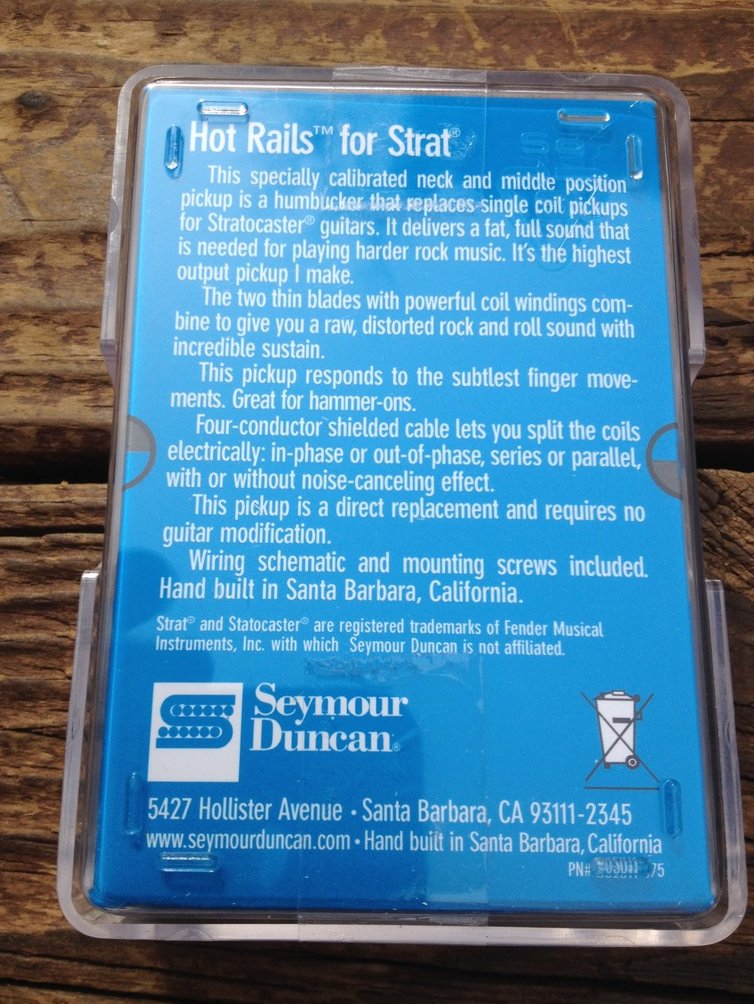 Hot Rails™ for Strat®
This specially calibrated neck and middle position
pickup is a humbucker that replaces single coil pickups
for Stratocaster® guitars. It delivers a fat, full sound that
is needed for playing harder rock music. It's the highest
output pickup I make.
The two thin blades with powerful coil windings com-
bine to give you a raw, distorted rock and roll sound with
incredible sustain.
This pickup responds to the subtlest finger move-
ments. Great for hammer-ons.
Four-conductor shielded cable lets you split the coils
electrically: in-phase or out-of-phase, series or parallel,
with or without noise-canceling effect.
This pickup is a direct replacement and requires no
guitar modification.
Wiring schematic and mounting screws included.
Hand built in Santa Barbara, California.
Strat® and Statocaster® are registered trademarks of Fender Musical
Instruments, Inc. with which Seymour Duncan is not affiliated.
Seymour
Duncan®
5427 Hollister Avenue • Santa Barbara, CA 93111-2345
www.seymourduncan.com • Hand built in Santa Barbara, California
PN#